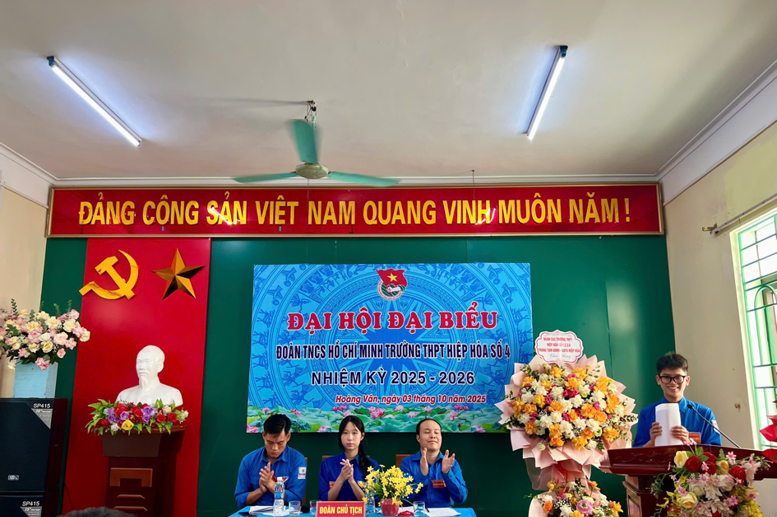 ĐẢNG CỘNG SẢN VIỆT NAM QUANG VINH MUÔN NĂM !
ĐẠI HỘI ĐẠI BIỂU
ĐOÀN TNCS HỒ CHÍ MINH TRƯỜNG THPT HIỆP HÒA SỐ 4
NHIỆM KỲ 2025 - 2026
Hoàng Vân, ngày 03 tháng 10 năm 2025
SP415
SP415
ĐOÀN CHỦ TỊCH